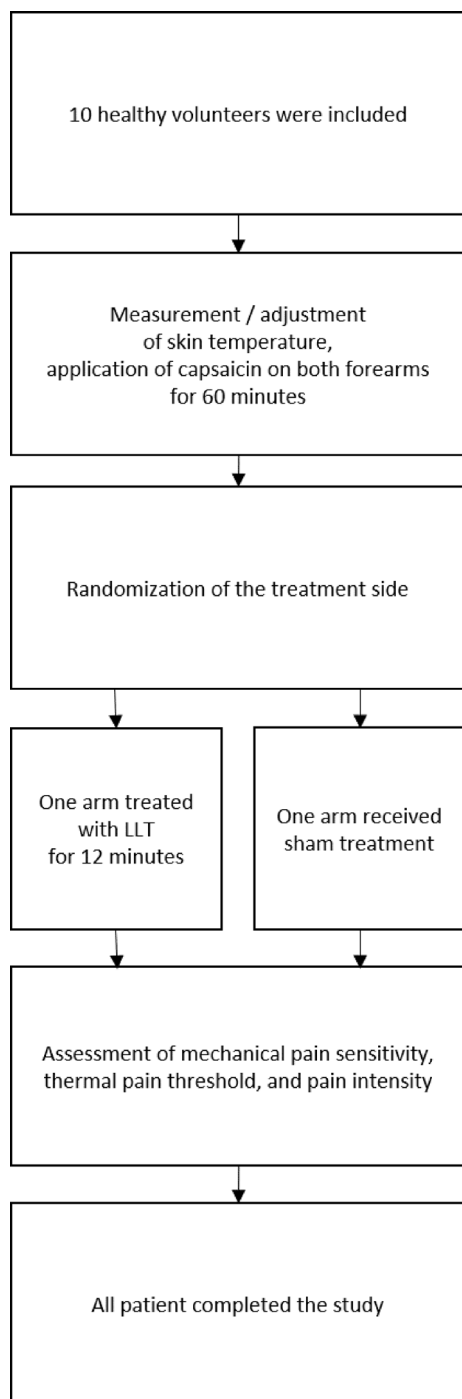 10 healthy volunteers were included
Measurement / adjustment
of skin temperature,
application of capsaicin on both forearms
for 60 minutes
Randomization of the treatment side
One arm treated
with LLT
for 12 minutes
One arm received
sham treatment
Assessment of mechanical pain sensitivity,
thermal pain threshold, and pain intensity
All patient completed the study